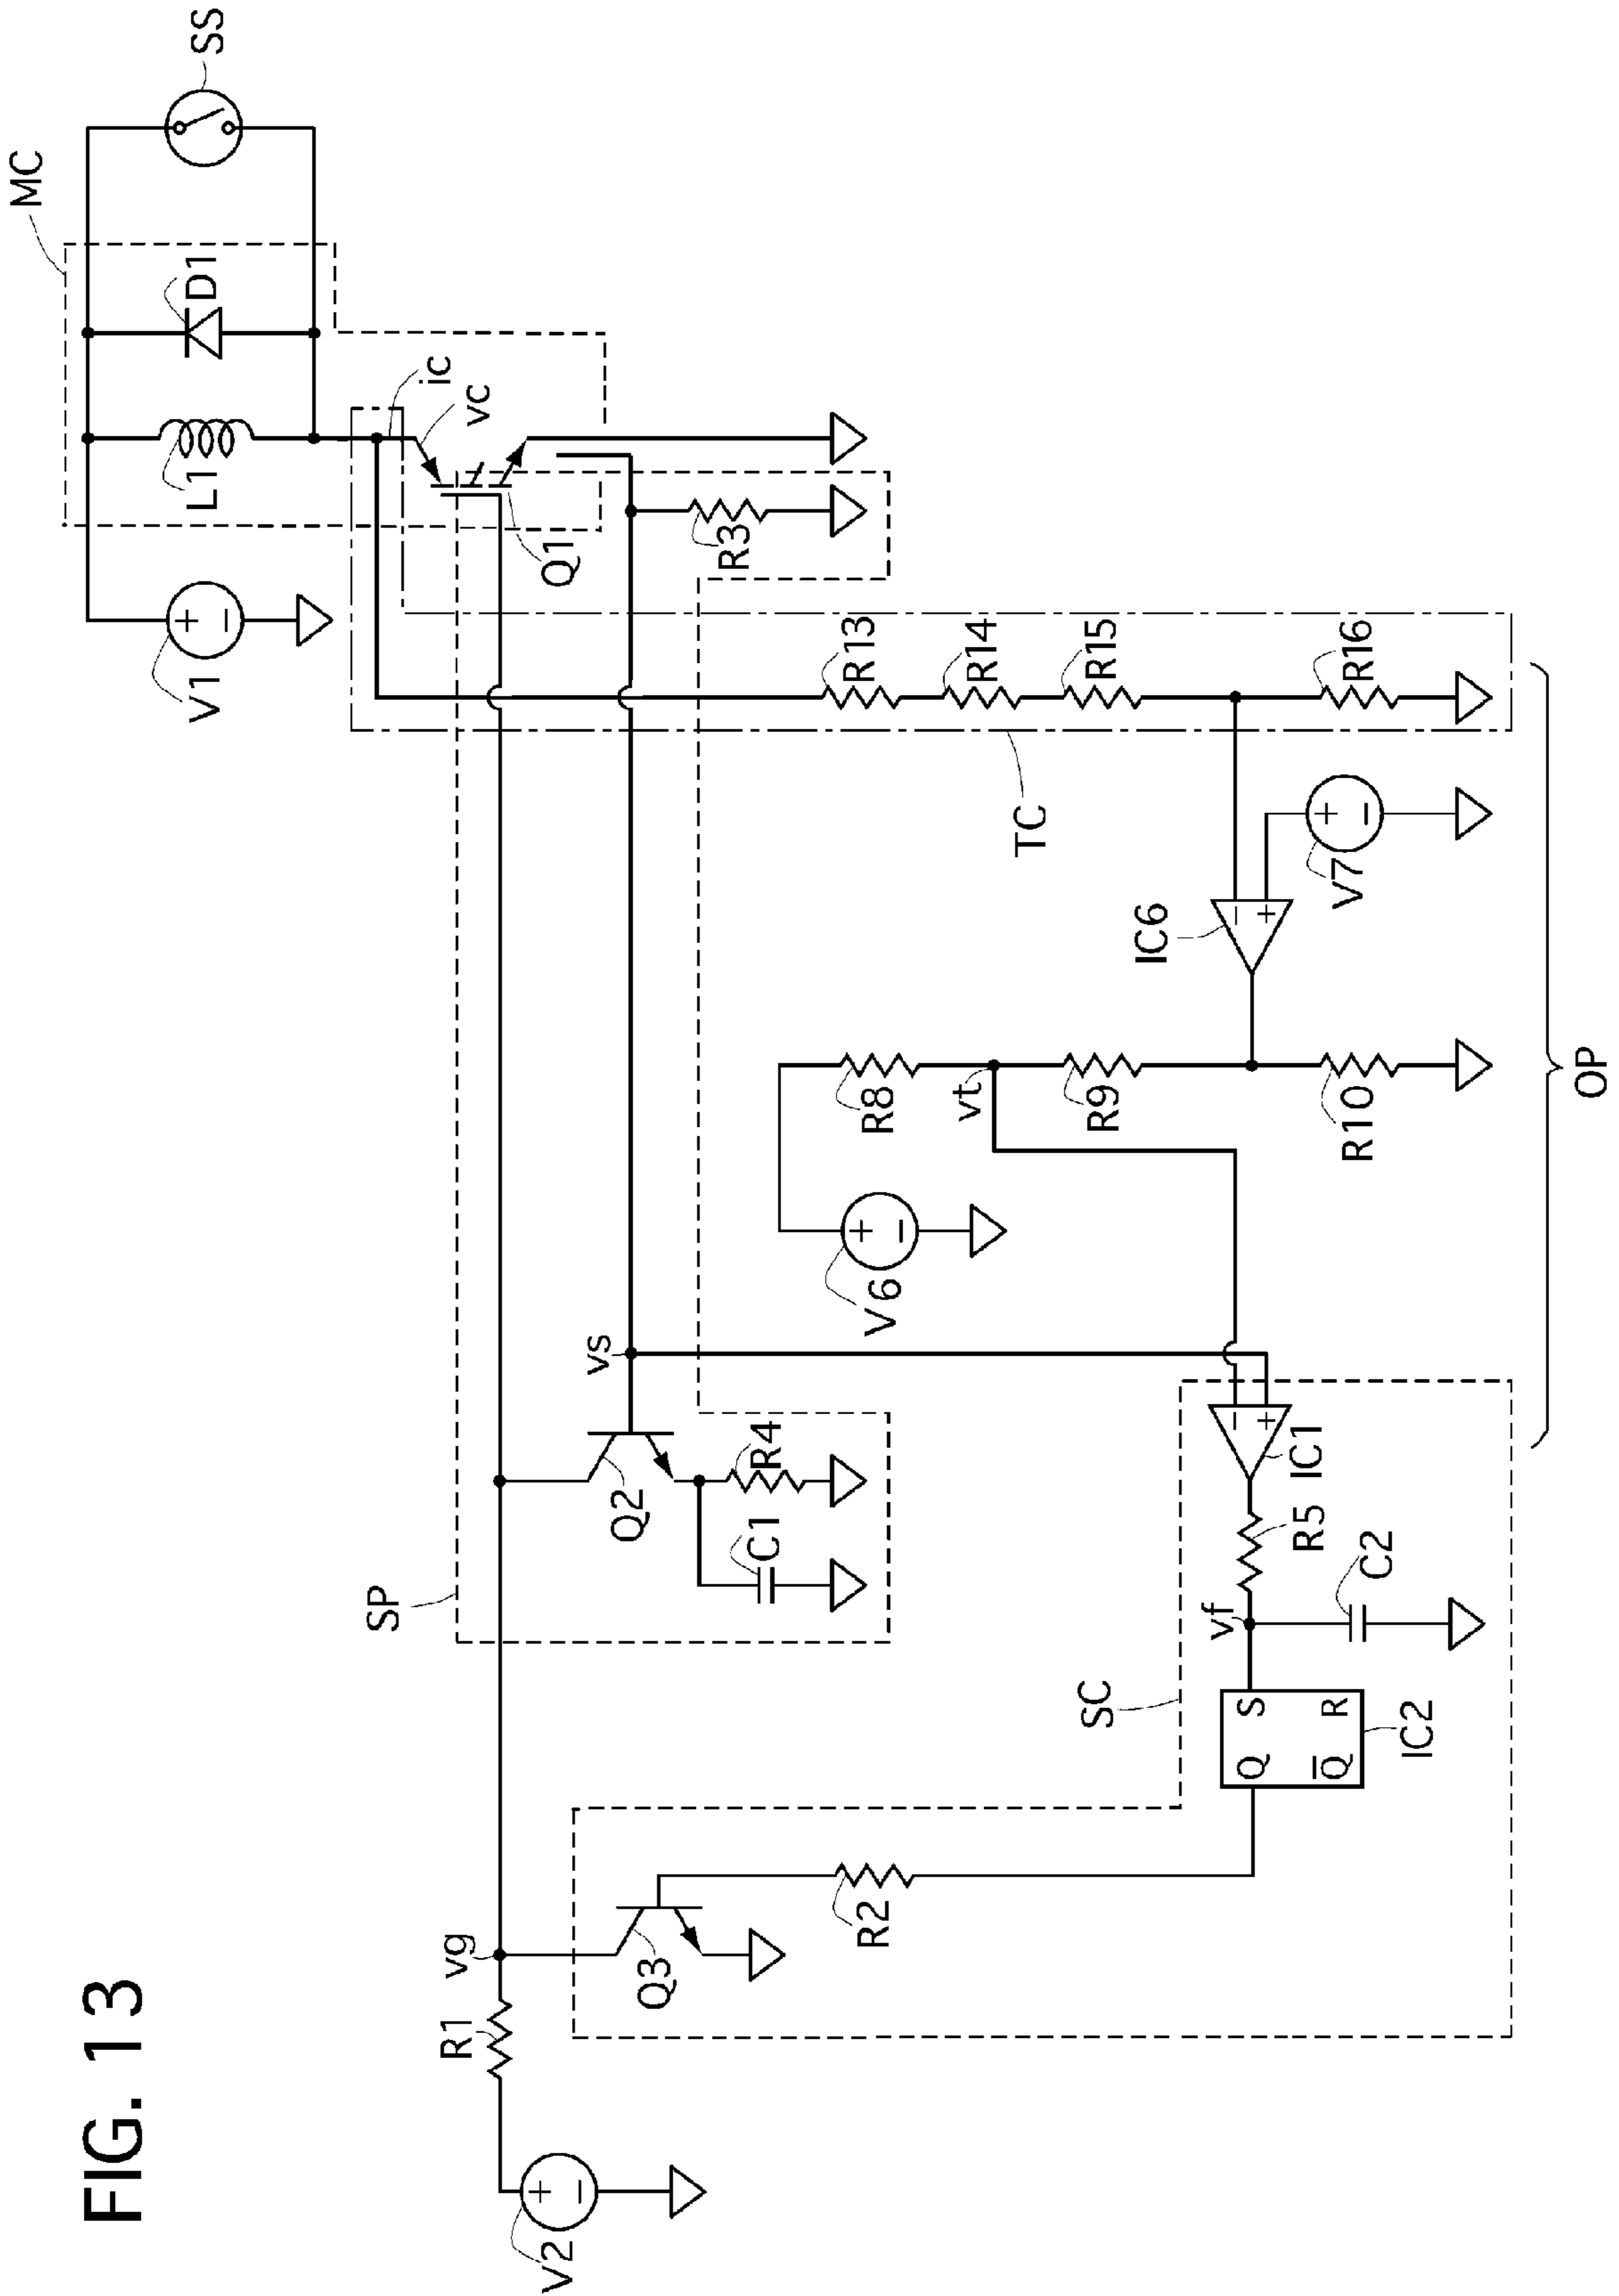 FIG. 13
MC
SS
D1
L1
V1
ic
vc
Q1
R3
R13
R14
R15
R16
TC
V7
IC6
R8
vt
R9
R10
V6
OP
vs
Q2
R4
C1
SP
IC1
R5
vf
C2
SC
S
R
Q
Q̅
IC2
R2
Q3
vg
R1
V2
+
−
+
−
+
−
+
−
−
+
−
+